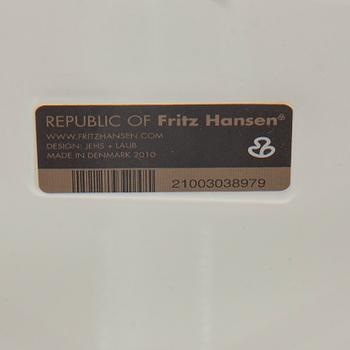 REPUBLIC OF Fritz Hansen®
WWW.FRITZHANSEN.COM
DESIGN: JEHS + LAUB
MADE IN DENMARK 2010
21003038979